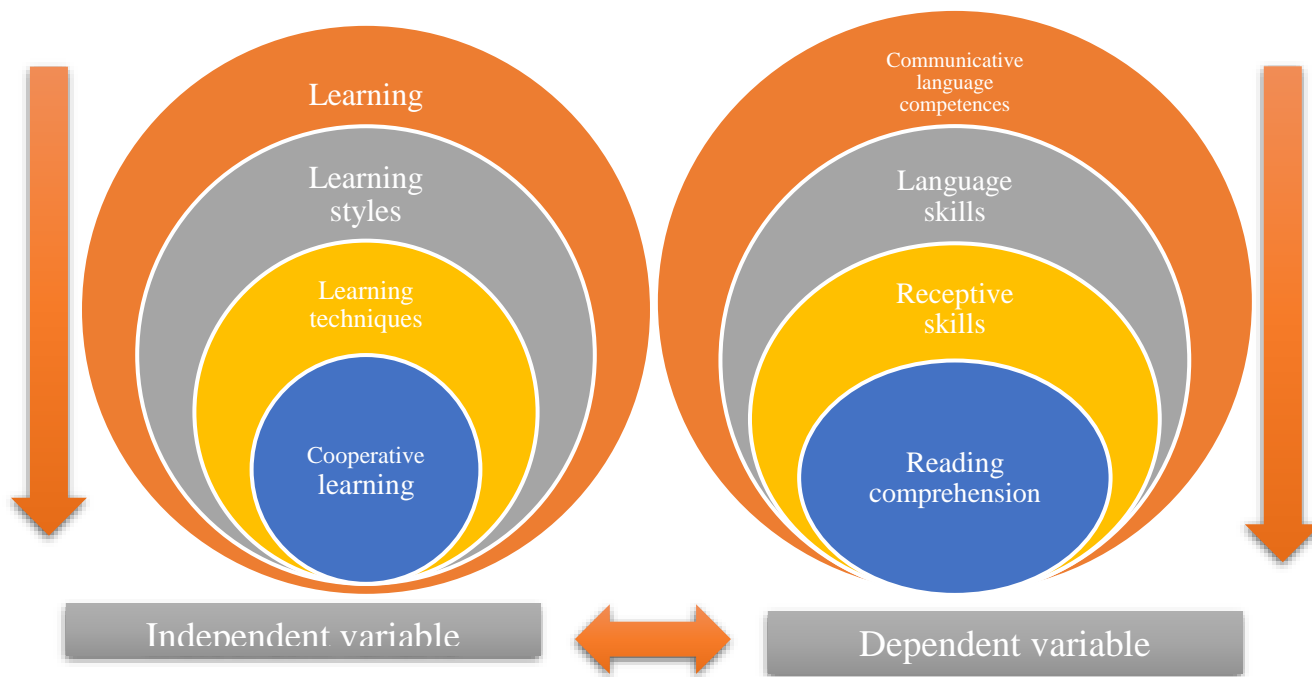 Learning
Learning
styles
Learning
techniques
Cooperative
learning
Independent variable
Communicative
language
competences
Language
skills
Receptive
skills
Reading
comprehension
Dependent variable